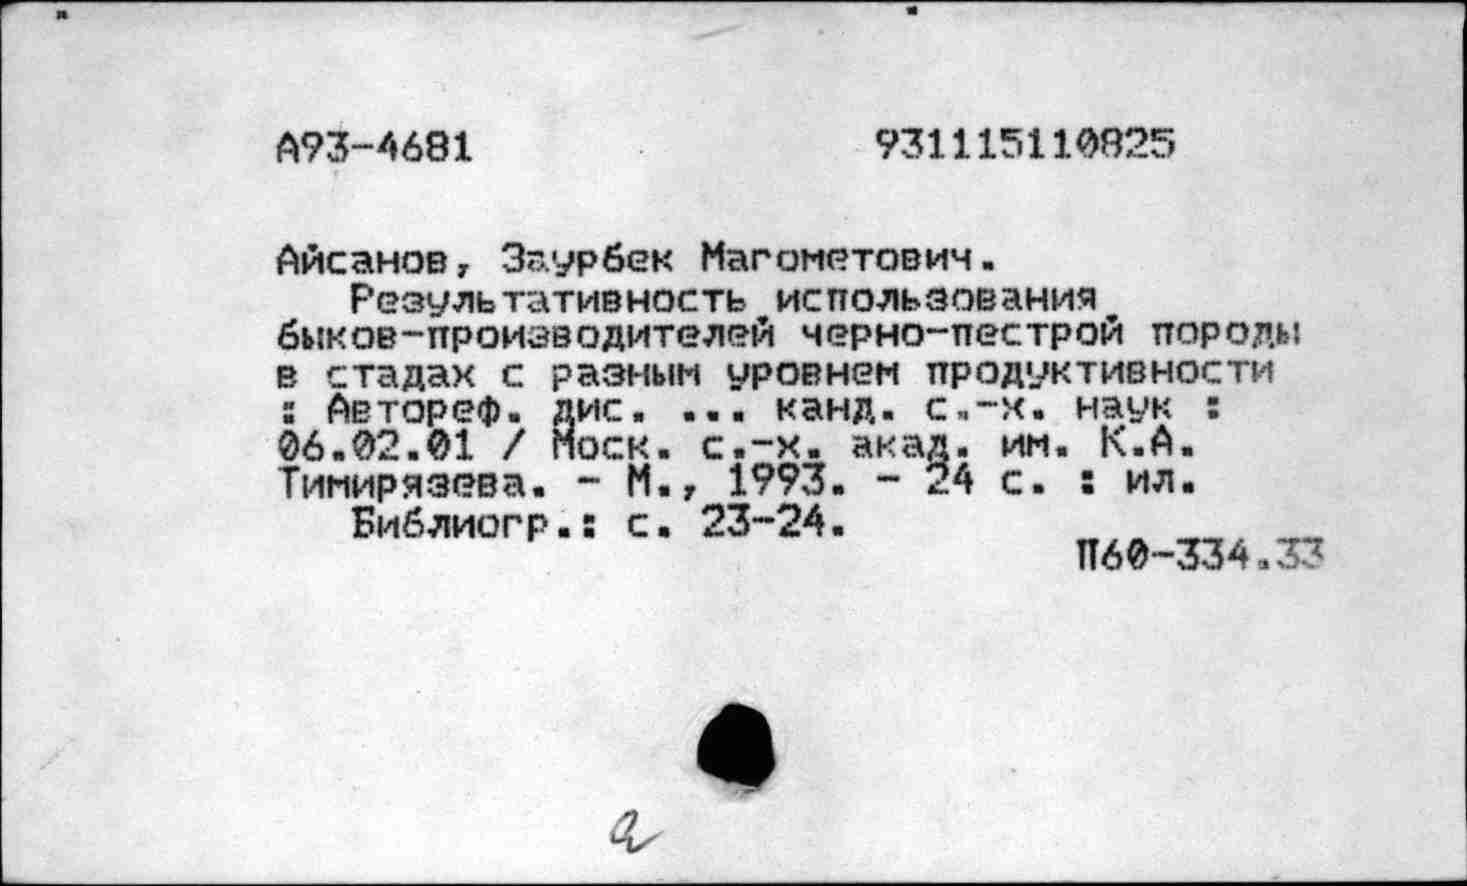 А93-4681 931115110825
Айсанов, Заурбек Магометович.
Результативность использования
быков-производителей черно-пестрой породы
в стадах с разным уровнем продуктивности
: Автореф. дис. ... канд. с.-х. наук :
06.02.01 / Моск. с.-х. акад. им. К.А.
Тимирязева. - М., 1993. - 24 с. : ил.
Библиогр.: с. 23-24.
П60-334.33